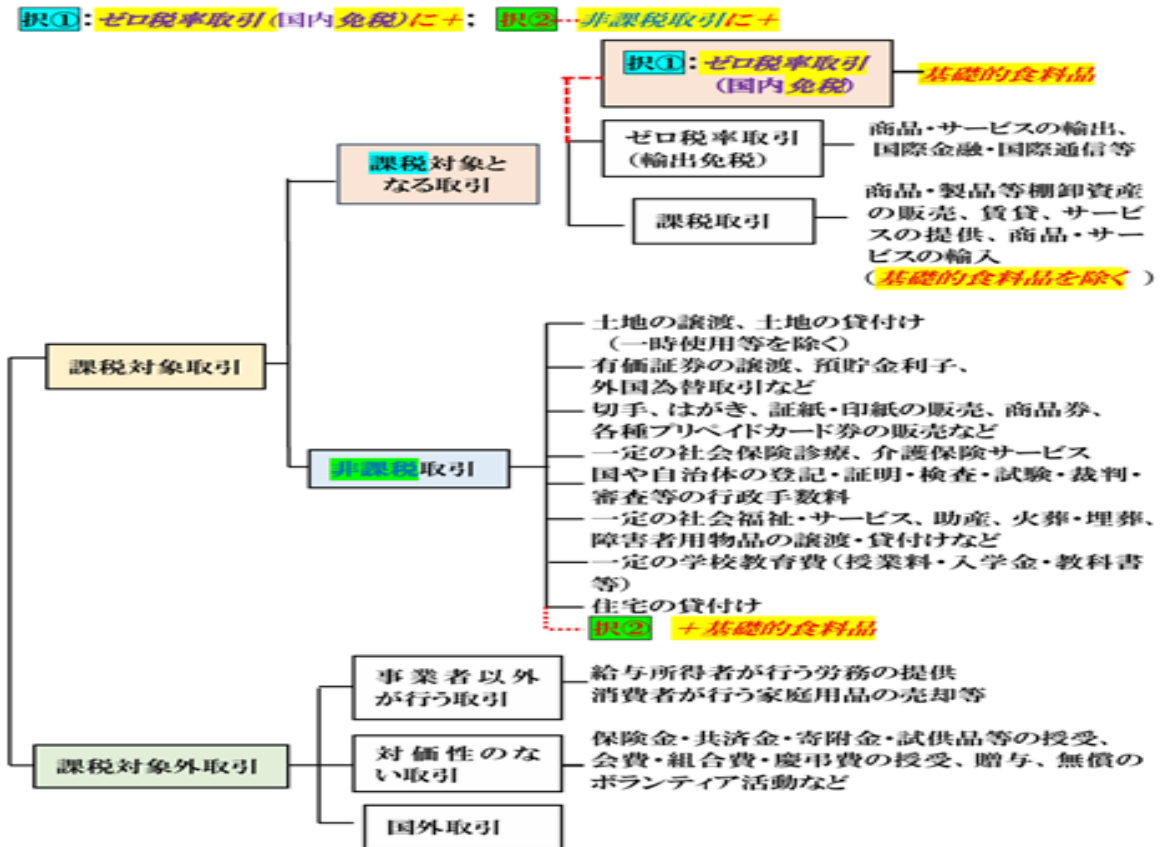 択①：ゼロ税率取引(国内免税)に＋； 択②…非課税取引に＋
択①：ゼロ税率取引
(国内免税)
基礎的食料品
ゼロ税率取引
(輸出免税)
商品・サービスの輸出、
国際金融・国際通信等
課税対象と
なる取引
課税取引
商品・製品等棚卸資産
の販売、賃貸、サービ
スの提供、商品・サー
ビスの輸入
(基礎的食料品を除く )
課税対象取引
土地の譲渡、土地の貸付け
(一時使用等を除く)
有価証券の譲渡、預貯金利子、
外国為替取引など
切手、はがき、証紙・印紙の販売、商品券、
各種プリペイドカード券の販売など
一定の社会保険診療、介護保険サービス
非課税取引
国や自治体の登記・証明・検査・試験・裁判・
審査等の行政手数料
一定の社会福祉・サービス、助産、火葬・埋葬、
障害者用物品の譲渡・貸付けなど
一定の学校教育費(授業料・入学金・教科書
等)
住宅の貸付け
択② ＋基礎的食料品
事業者以外
が行う取引
給与所得者が行う労務の提供
消費者が行う家庭用品の売却等
課税対象外取引
対価性のな
い取引
保険金・共済金・寄附金・試供品等の授受、
会費・組合費・慶弔費の授受、贈与、無償の
ボランティア活動など
国外取引